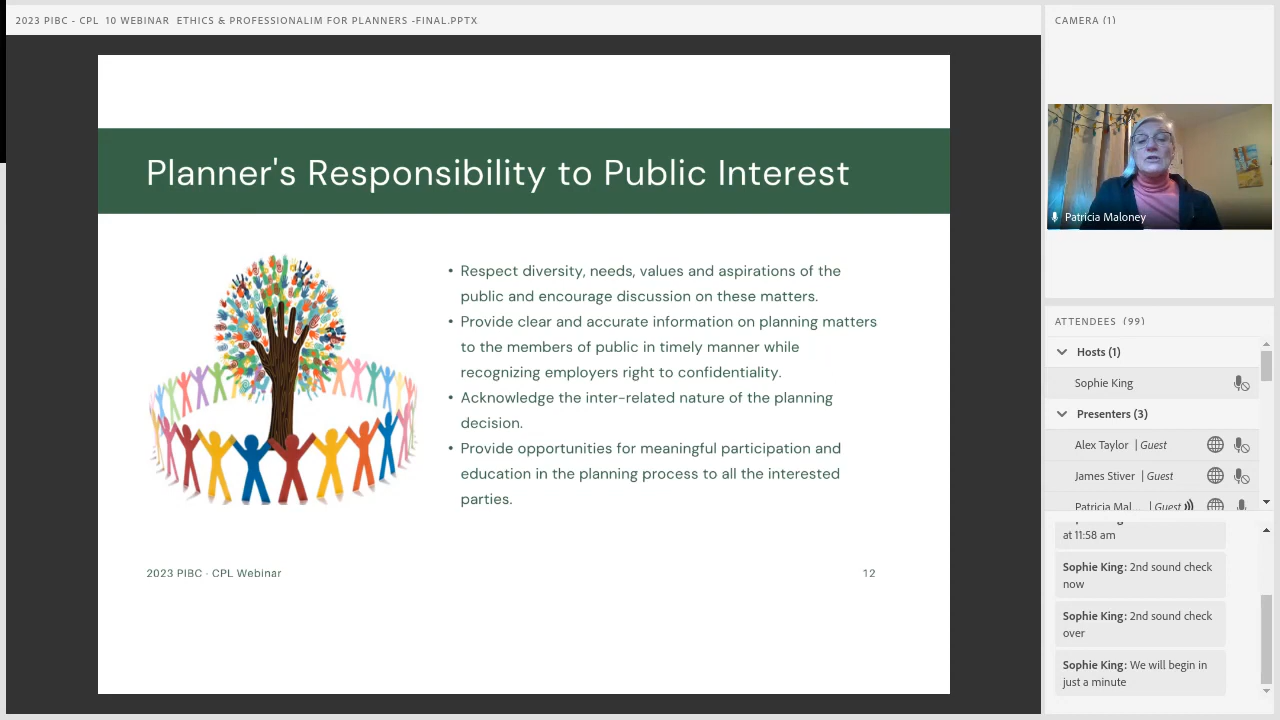 2023 PIBC - CPL 10 WEBINAR ETHICS & PROFESSIONALIM FOR PLANNERS -FINAL.PPTX
Planner's Responsibility to Public Interest
• Respect diversity, needs, values and aspirations of the
public and encourage discussion on these matters.
• Provide clear and accurate information on planning matters
to the members of public in timely manner while
recognizing employers right to confidentiality.
• Acknowledge the inter-related nature of the planning
decision.
• Provide opportunities for meaningful participation and
education in the planning process to all the interested
parties.
2023 PIBC · CPL Webinar
12
CAMERA (1)
Patricia Maloney
ATTENDEES (99)
Hosts (1)
Sophie King
Presenters (3)
Alex Taylor | Guest
James Stiver | Guest
Patricia Mal... | Guest
at 11:58 am
Sophie King: 2nd sound check
now
Sophie King: 2nd sound check
over
Sophie King: We will begin in
just a minute